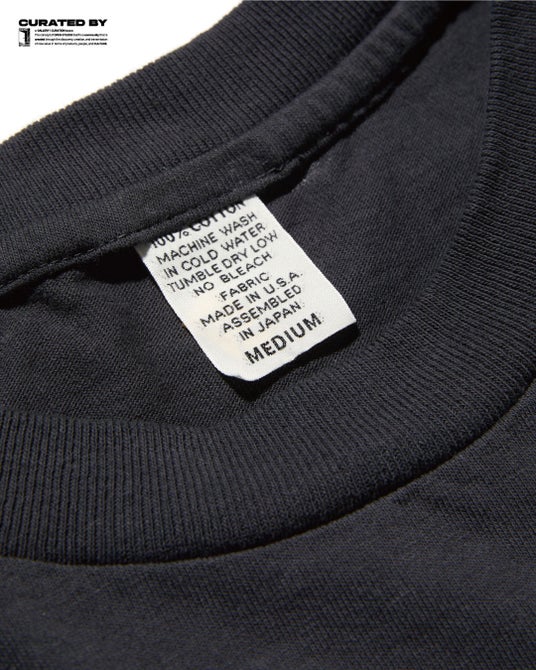 CURATED BY
100% COTTON
MACHINE WASH
IN COLD WATER
TUMBLE DRY LOW
NO BLEACH
FABRIC
MADE IN U.S.A.
ASSEMBLED
IN JAPAN
MEDIUM